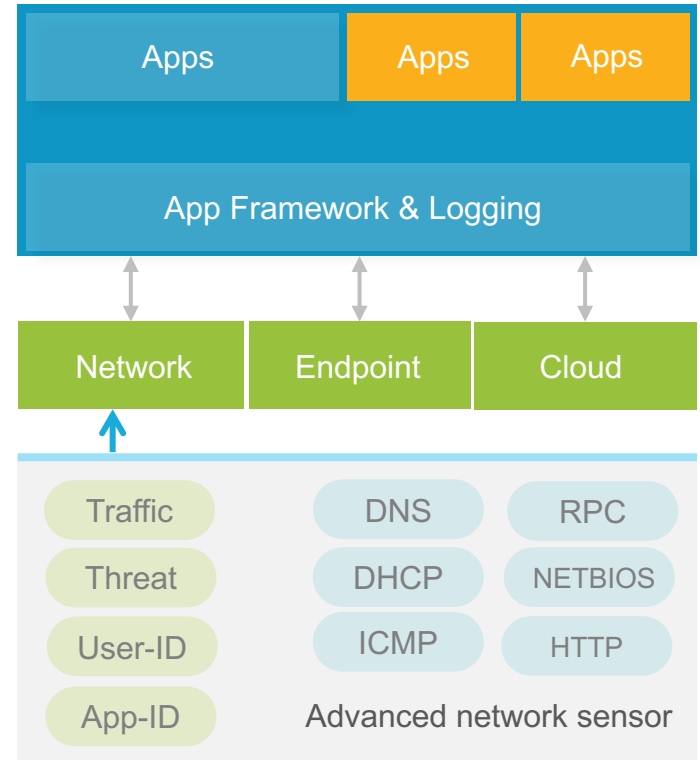 Apps
Apps
Apps
App Framework & Logging
Network
Endpoint
Cloud
Traffic
DNS
RPC
Threat
DHCP
NETBIOS
User-ID
ICMP
HTTP
App-ID
Advanced network sensor